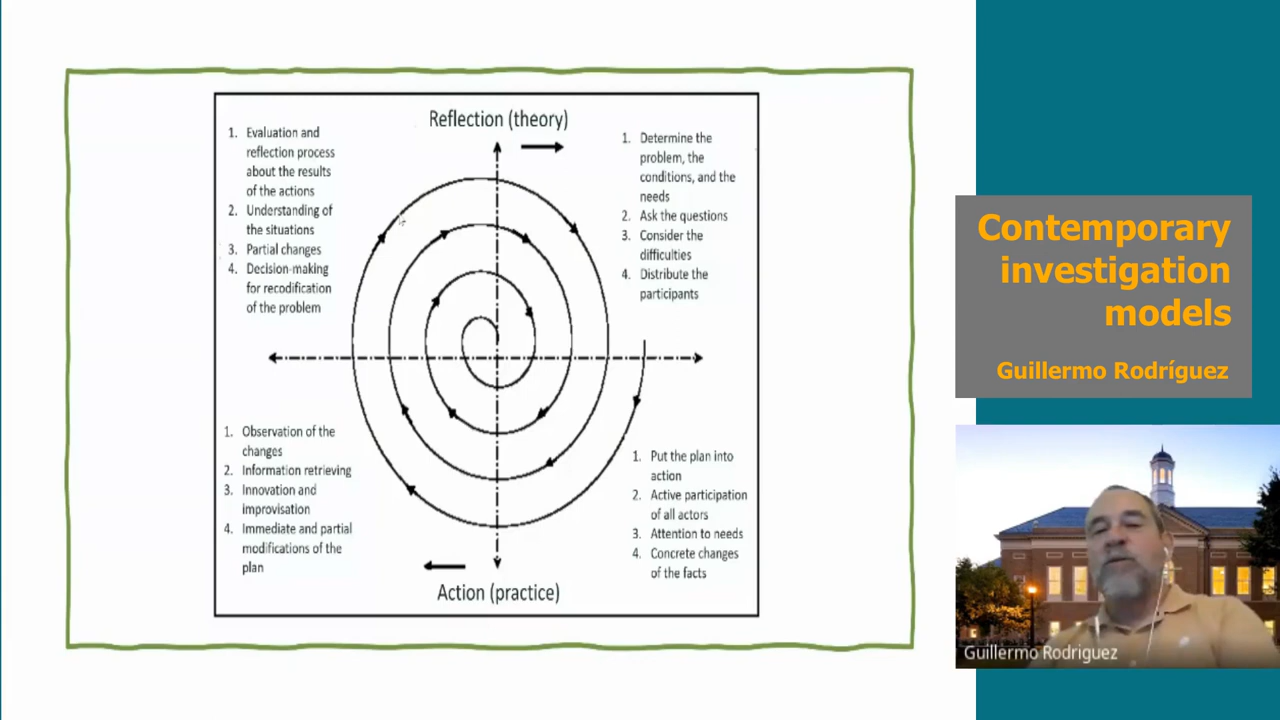 Reflection (theory)
1. Evaluation and
reflection process
about the results
of the actions
2. Understanding of
the situations
3. Partial changes
4. Decision-making
for recodification
of the problem
1. Determine the
problem, the
conditions, and the
needs
2. Ask the questions
3. Consider the
difficulties
4. Distribute the
participants
1. Observation of the
changes
2. Information retrieving
3. Innovation and
improvisation
4. Immediate and partial
modifications of the
plan
1. Put the plan into
action
2. Active participation
of all actors
3. Attention to needs
4. Concrete changes
of the facts
Action (practice)
Contemporary
investigation
models
Guillermo Rodríguez
Guillermo Rodriguez